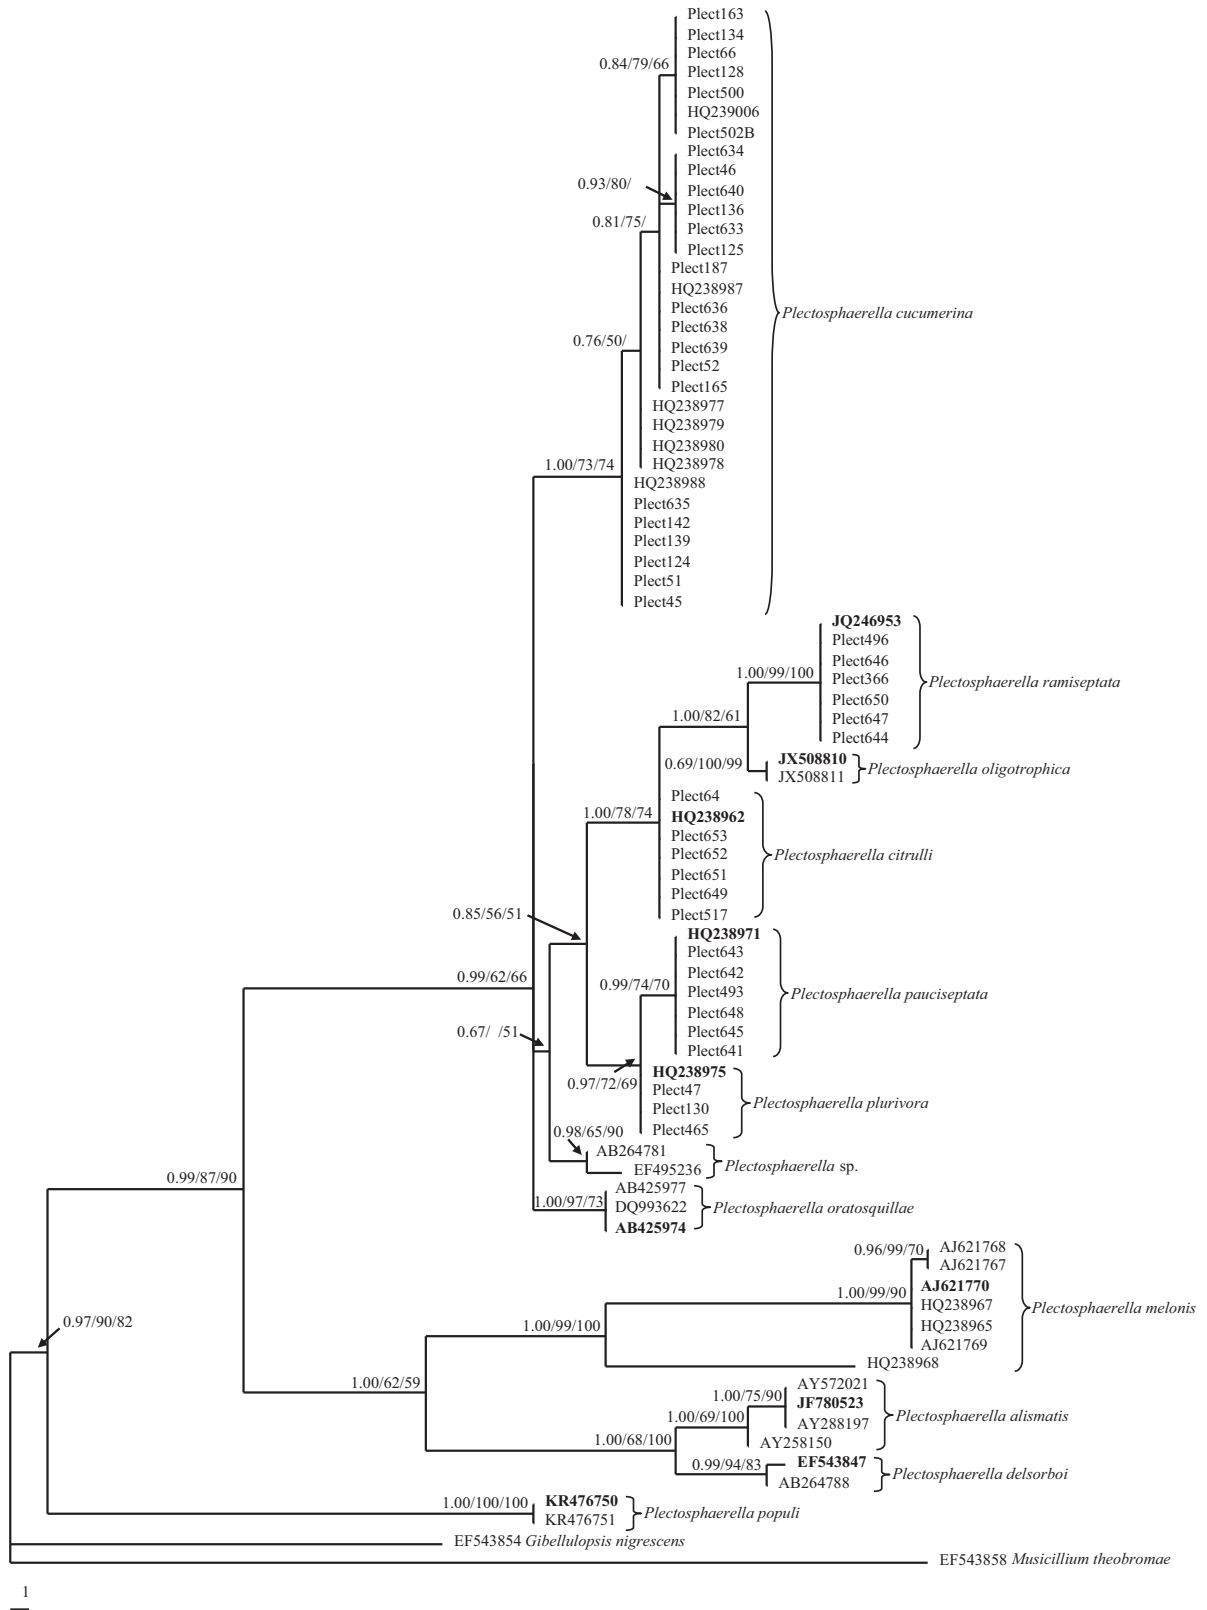 Plect163
Plect134
Plect66
0.84/79/66
Plect128
Plect500
HQ239006
Plect502B
Plect634
Plect46
0.93/80/
Plect640
Plect136
0.81/75/
Plect633
Plect125
Plect187
HQ238987
Plect636
Plectosphaerella cucumerina
Plect638
0.76/50/
Plect639
Plect52
Plect165
HQ238977
HQ238979
HQ238980
1.00/73/74
HQ238978
HQ238988
Plect635
Plect142
Plect139
Plect124
Plect51
Plect45
JQ246953
Plect496
Plect646
1.00/99/100
Plect366
Plectosphaerella ramiseptata
Plect650
1.00/82/61
Plect647
Plect644
0.69/100/99
JX508810
Plectosphaerella oligotrophica
JX508811
Plect64
1.00/78/74
HQ238962
Plect653
Plect652
Plectosphaerella citrulli
Plect651
Plect649
0.85/56/51
Plect517
HQ238971
Plect643
Plect642
0.99/62/66
0.99/74/70
Plect493
Plectosphaerella pauciseptata
Plect648
0.67/ /51
Plect645
Plect641
HQ238975
0.97/72/69
Plect47
Plect130
Plectosphaerella plurivora
Plect465
0.98/65/90
AB264781
Plectosphaerella sp.
EF495236
0.99/87/90
AB425977
1.00/97/73
DQ993622
Plectosphaerella oratosquillae
AB425974
0.96/99/70
AJ621768
AJ621767
AJ621770
1.00/99/90
HQ238967
Plectosphaerella melonis
0.97/90/82
1.00/99/100
HQ238965
AJ621769
HQ238968
1.00/62/59
AY572021
1.00/75/90
JF780523
1.00/69/100
AY288197
Plectosphaerella alismatis
1.00/68/100
AY258150
0.99/94/83
EF543847
Plectosphaerella delsorboi
AB264788
1.00/100/100
KR476750
Plectosphaerella populi
KR476751
EF543854 Gibellulopsis nigrescens
EF543858 Musicillium theobromae
1